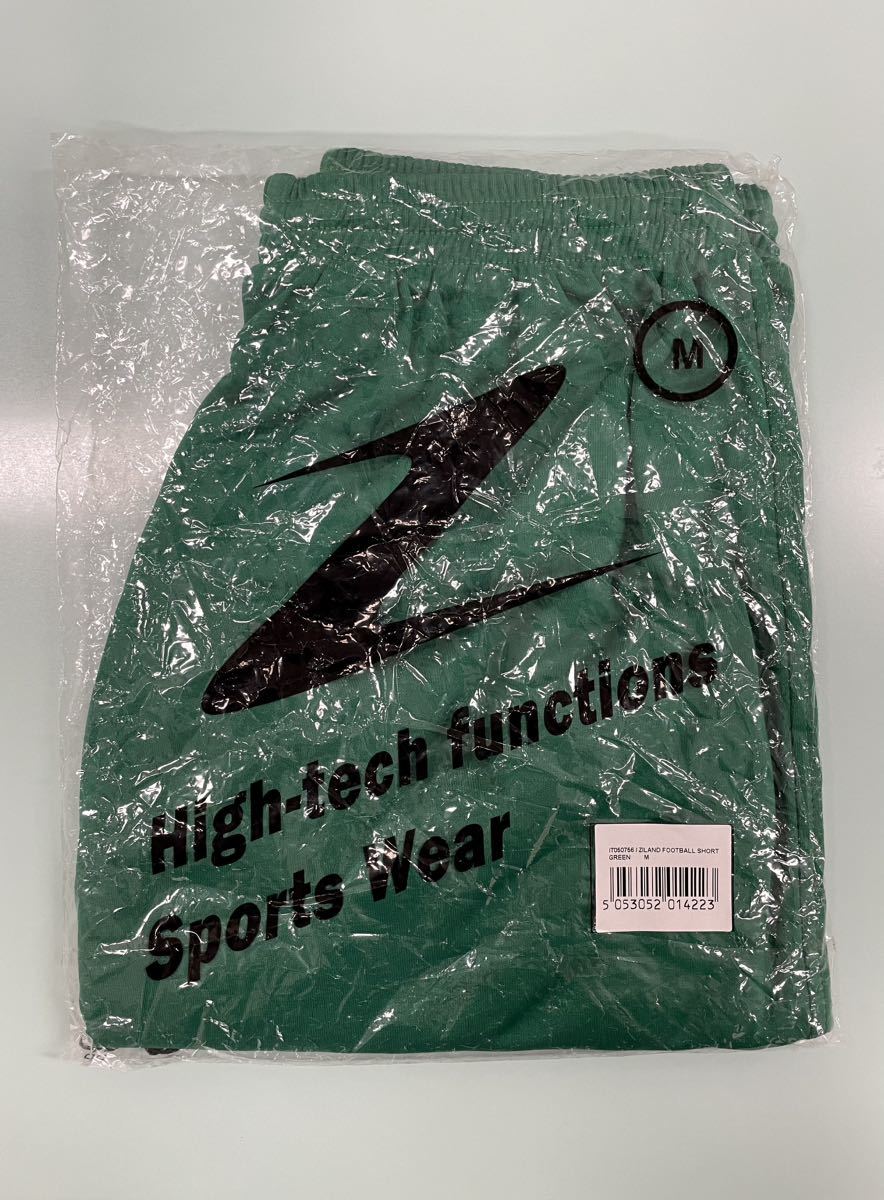 M
High-tech functions
Sports Wear
IT050756 / ZILAND FOOTBALL SHORT
GREEN M
5 053052 014223